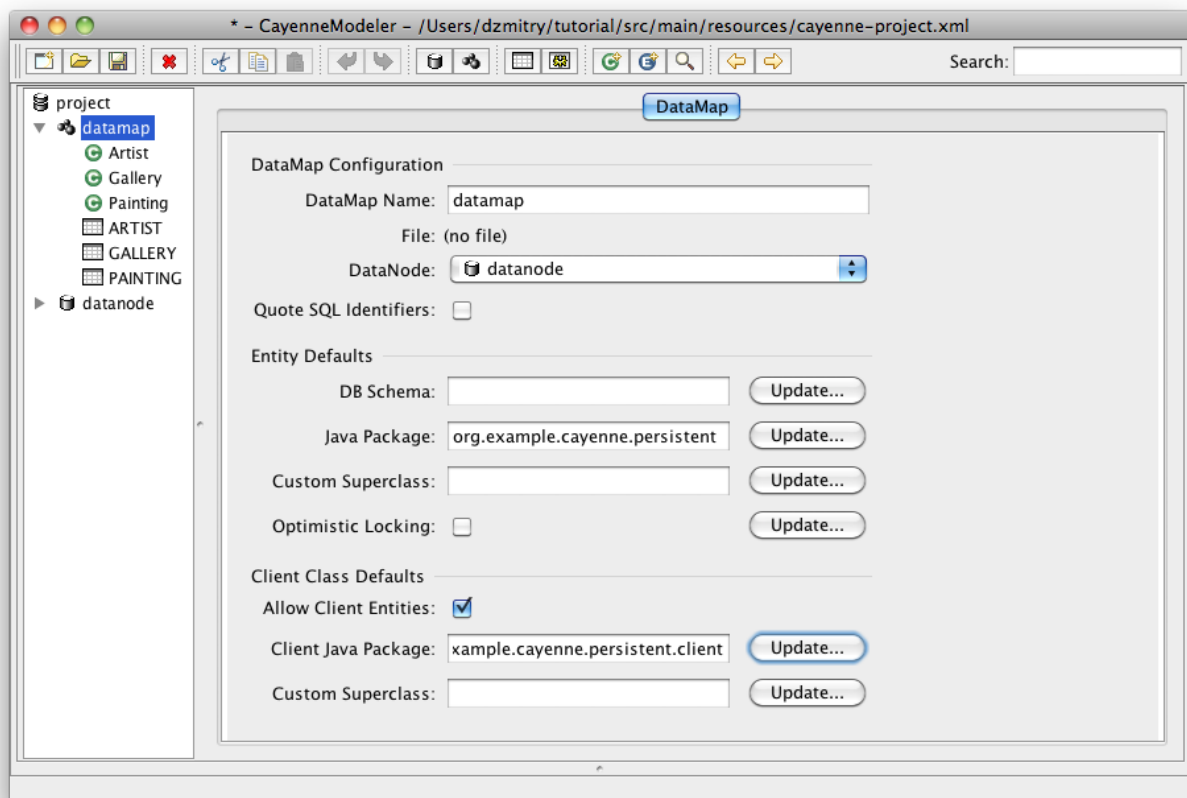 * – CayenneModeler – /Users/dzmitry/tutorial/src/main/resources/cayenne-project.xml
Search:
project
datamap
Artist
Gallery
Painting
ARTIST
GALLERY
PAINTING
datanode
DataMap
DataMap Configuration
DataMap Name: datamap
File: (no file)
DataNode: datanode
Quote SQL Identifiers:
Entity Defaults
DB Schema: Update...
Java Package: org.example.cayenne.persistent Update...
Custom Superclass: Update...
Optimistic Locking: Update...
Client Class Defaults
Allow Client Entities:
Client Java Package: xample.cayenne.persistent.client Update...
Custom Superclass: Update...